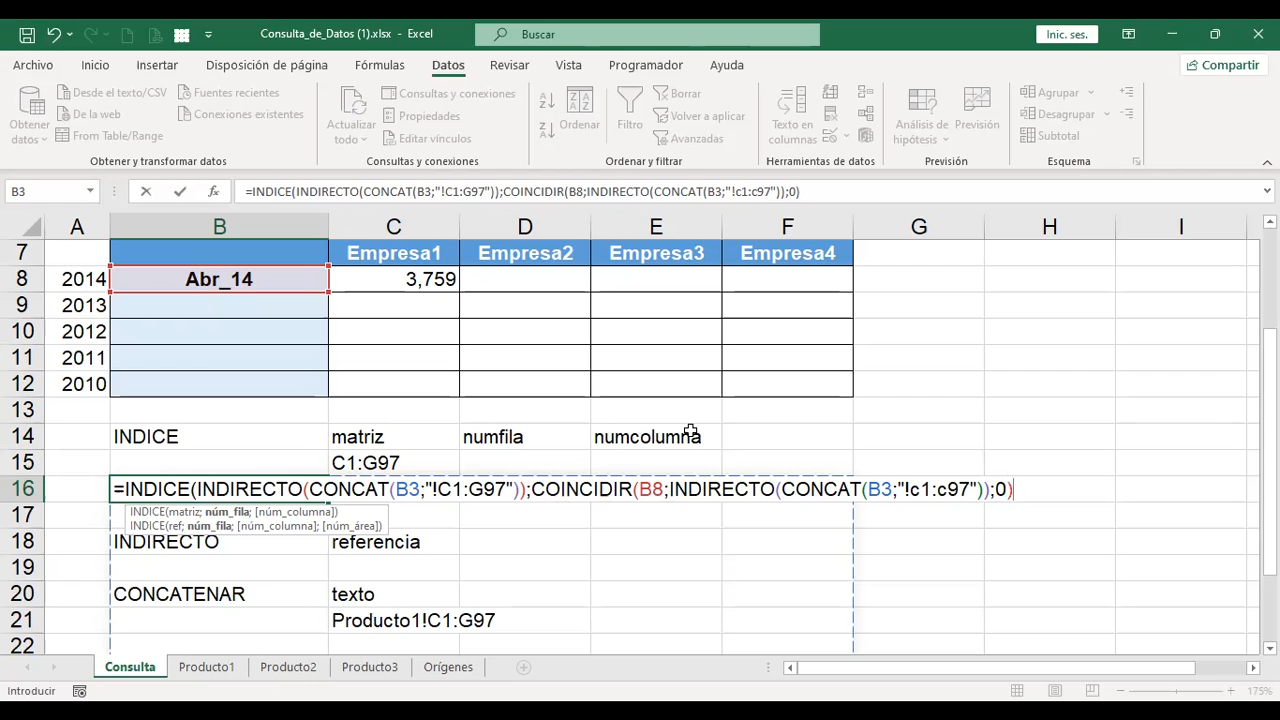 Consulta_de_Datos (1).xlsx - Excel
Buscar
Inic. ses.
Archivo Inicio Insertar Disposición de página Fórmulas Datos Revisar Vista Programador Ayuda
Compartir
Obtener datos
Desde el texto/CSV
De la web
From Table/Range
Fuentes recientes
Conexiones existentes
Obtener y transformar datos
Actualizar todo
Consultas y conexiones
Propiedades
Editar vínculos
Consultas y conexiones
Ordenar
Filtro
Borrar
Volver a aplicar
Avanzadas
Ordenar y filtrar
Texto en columnas
Herramientas de datos
Análisis de hipótesis
Previsión
Previsión
Agrupar
Desagrupar
Subtotal
Esquema
B3
=INDICE(INDIRECTO(CONCAT(B3;"!C1:G97"));COINCIDIR(B8;INDIRECTO(CONCAT(B3;"!c1:c97"));0)
A B C D E F G H I
7 Empresa1 Empresa2 Empresa3 Empresa4
8 2014 Abr_14 3,759
9 2013
10 2012
11 2011
12 2010
13
14 INDICE matriz numfila numcolumna
15 C1:G97
16 =INDICE(INDIRECTO(CONCAT(B3;"!C1:G97"));COINCIDIR(B8;INDIRECTO(CONCAT(B3;"!c1:c97"));0)
INDICE(matriz; núm_fila; [núm_columna])
17 INDICE(ref; núm_fila; [núm_columna]; [núm_área])
18 INDIRECTO referencia
19
20 CONCATENAR texto
21 Producto1!C1:G97
22
Consulta Producto1 Producto2 Producto3 Orígenes
Introducir
175%